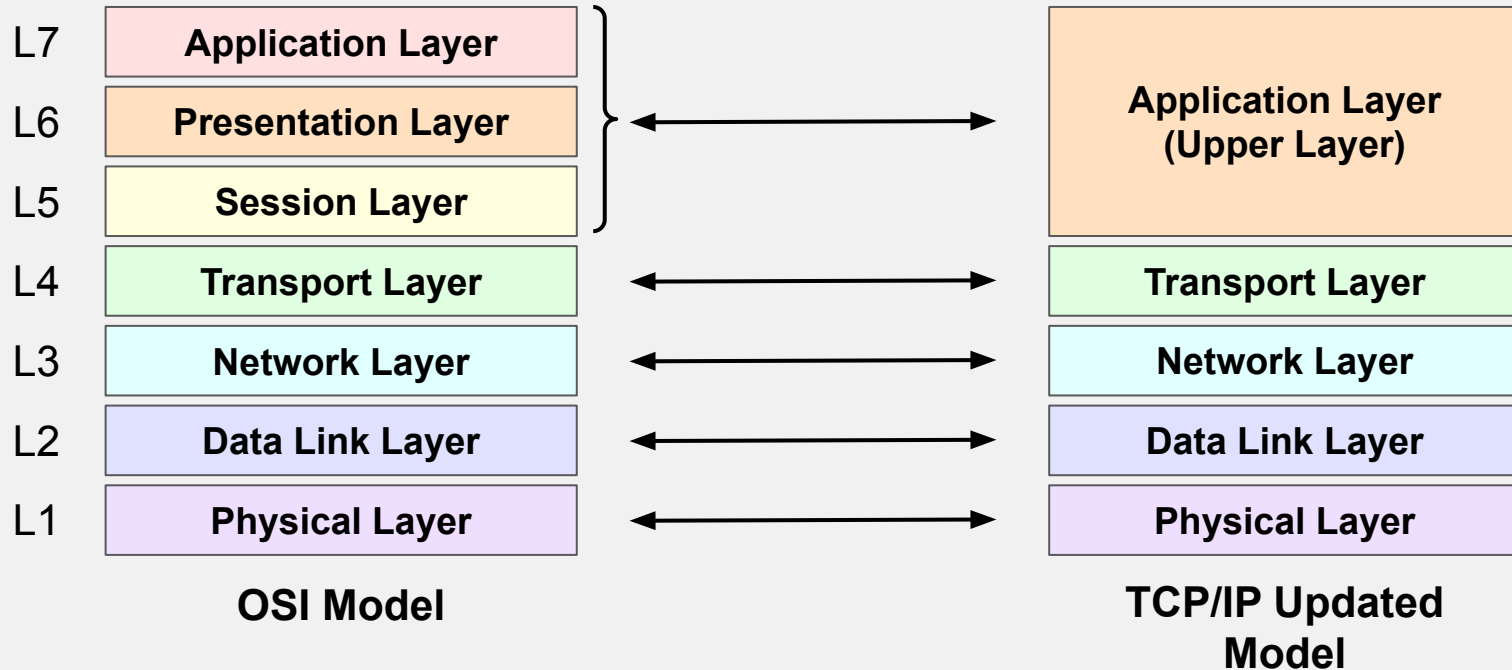 L7
Application Layer
L6
Presentation Layer
L5
Session Layer
Application Layer
(Upper Layer)
L4
Transport Layer
Transport Layer
L3
Network Layer
Network Layer
L2
Data Link Layer
Data Link Layer
L1
Physical Layer
Physical Layer
OSI Model
TCP/IP Updated
Model